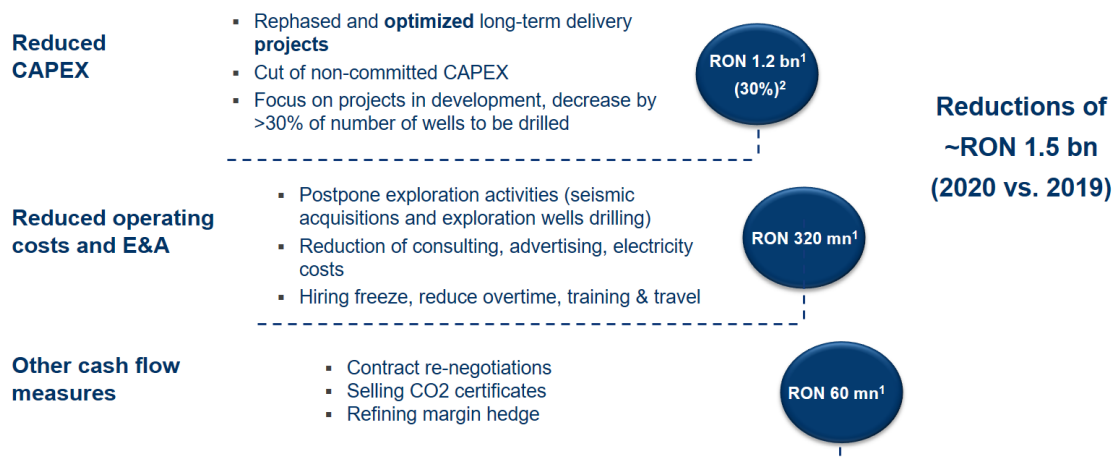 Reduced
CAPEX
▪ Rephased and optimized long-term delivery
projects
▪ Cut of non-committed CAPEX
▪ Focus on projects in development, decrease by
>30% of number of wells to be drilled
RON 1.2 bn¹
(30%)²
Reductions of
~RON 1.5 bn
(2020 vs. 2019)
Reduced operating
costs and E&A
▪ Postpone exploration activities (seismic
acquisitions and exploration wells drilling)
▪ Reduction of consulting, advertising, electricity
costs
▪ Hiring freeze, reduce overtime, training & travel
RON 320 mn¹
Other cash flow
measures
▪ Contract re-negotiations
▪ Selling CO2 certificates
▪ Refining margin hedge
RON 60 mn¹